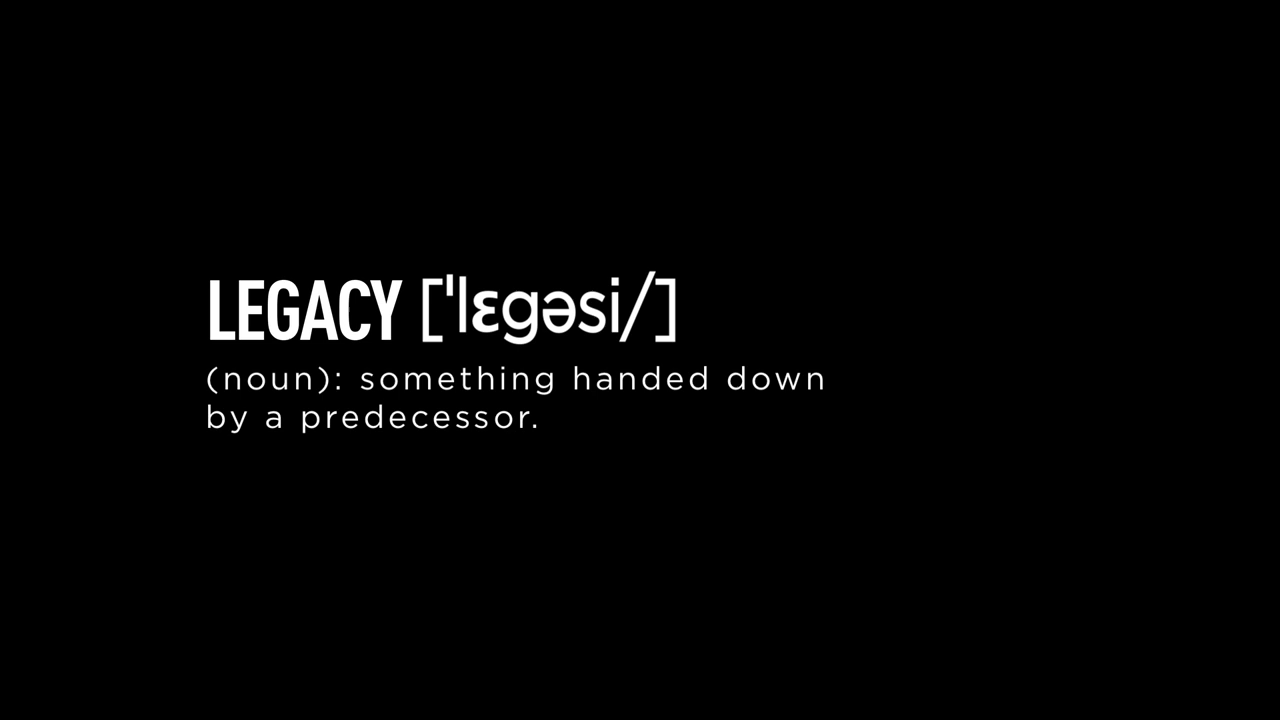 LEGACY [ˈlɛgəsi/]
(noun): something handed down
by a predecessor.